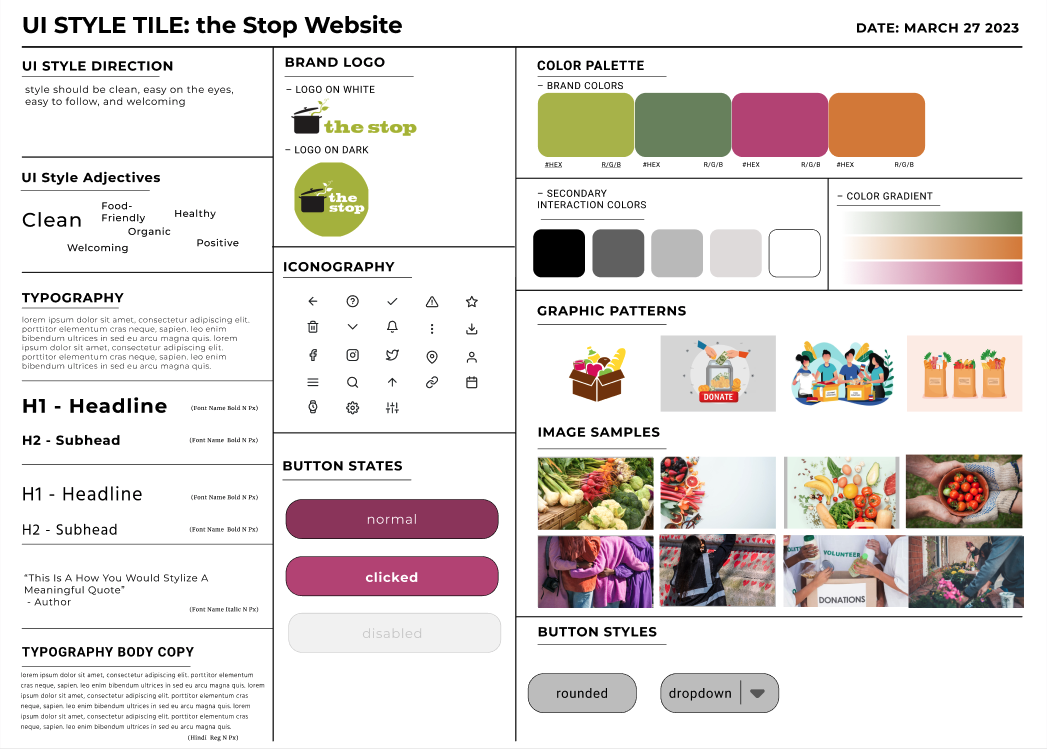 UI STYLE TILE: the Stop Website
DATE: MARCH 27 2023
UI STYLE DIRECTION
style should be clean, easy on the eyes,
easy to follow, and welcoming
UI Style Adjectives
Clean
Food-
Friendly
Healthy
Organic
Welcoming
Positive
TYPOGRAPHY
lorem ipsum dolor sit amet, consectetur adipiscing elit.
porttitor elementum cras neque, sapien. leo enim
bibendum ultrices in sed eu arcu magna quis. lorem
ipsum dolor sit amet, consectetur adipiscing elit.
porttitor elementum cras neque, sapien. leo enim
bibendum ultrices in sed eu arcu magna quis.
H1 - Headline
(Font Name Bold N Px)
H2 - Subhead
(Font Name Bold N Px)
H1 - Headline
(Font Name Bold N Px)
H2 - Subhead
(Font Name Bold N Px)
“This Is A How You Would Stylize A
Meaningful Quote”
- Author
(Font Name Italic N Px)
TYPOGRAPHY BODY COPY
lorem ipsum dolor sit amet, consectetur adipiscing elit. porttitor elementum
cras neque, sapien. leo enim bibendum ultrices in sed eu arcu magna quis. lorem
ipsum dolor sit amet, consectetur adipiscing elit. porttitor elementum cras
neque, sapien. leo enim bibendum ultrices in sed eu arcu magna quis. lorem
ipsum dolor sit amet, consectetur adipiscing elit. porttitor elementum cras
neque, sapien. leo enim bibendum ultrices in sed eu arcu magna quis.
(Hindi Reg N Px)
BRAND LOGO
– LOGO ON WHITE
the stop
– LOGO ON DARK
the
stop
ICONOGRAPHY
BUTTON STATES
normal
clicked
disabled
COLOR PALETTE
– BRAND COLORS
#HEX R/G/B #HEX R/G/B #HEX R/G/B #HEX R/G/B
– SECONDARY
INTERACTION COLORS
– COLOR GRADIENT
GRAPHIC PATTERNS
DONATE
IMAGE SAMPLES
VOLUNTEER
DONATIONS
BUTTON STYLES
rounded
dropdown